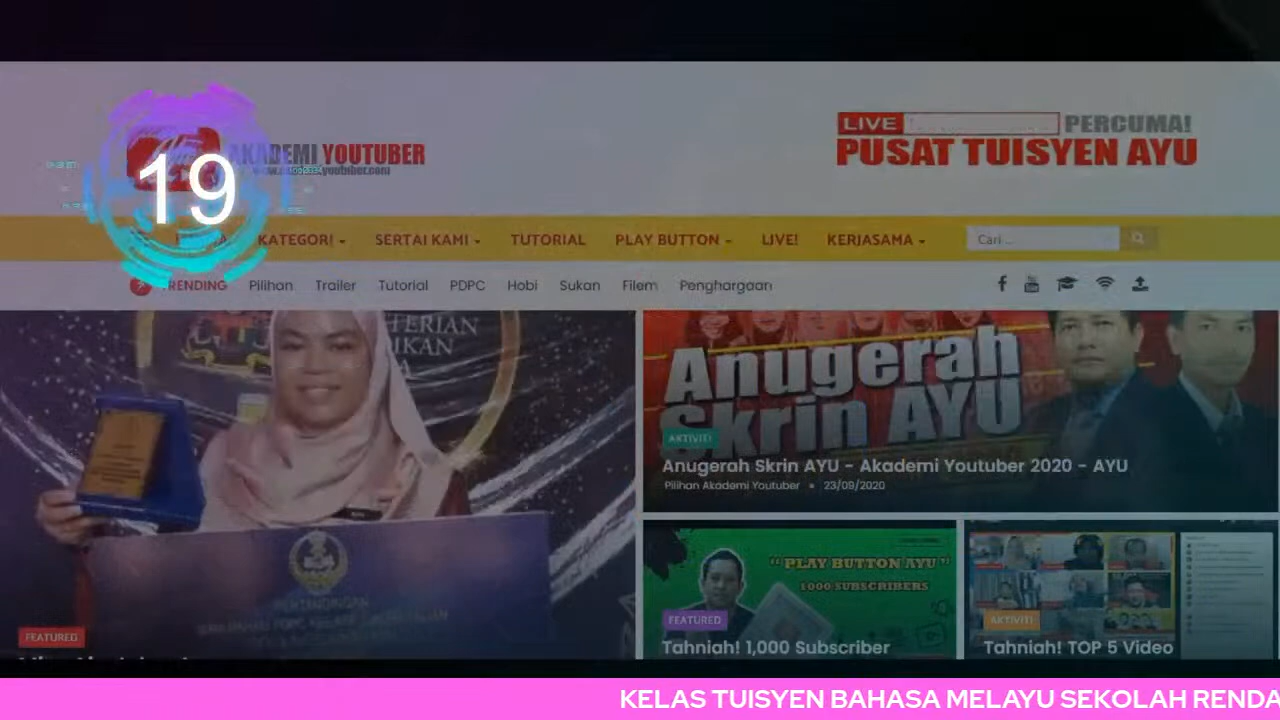 19
AKADEMI YOUTUBER
LIVE
PERCUMA!
PUSAT TUISYEN AYU
KATEGORI
SERTAI KAMI
TUTORIAL
PLAY BUTTON
LIVE!
KERJASAMA
Cari ...
TRENDING
Pilihan
Trailer
Tutorial
PDPC
Hobi
Sukan
Filem
Penghargaan
Anugerah
Skrin AYU
AKTIVITI
Anugerah Skrin AYU - Akademi Youtuber 2020 - AYU
Pilihan Akademi Youtuber
23/09/2020
PERTANDINGAN
FEATURED
" PLAY BUTTON AYU "
1000 SUBSCRIBERS
FEATURED
Tahniah! 1,000 Subscriber
AKTIVITI
Tahniah! TOP 5 Video
KELAS TUISYEN BAHASA MELAYU SEKOLAH RENDA